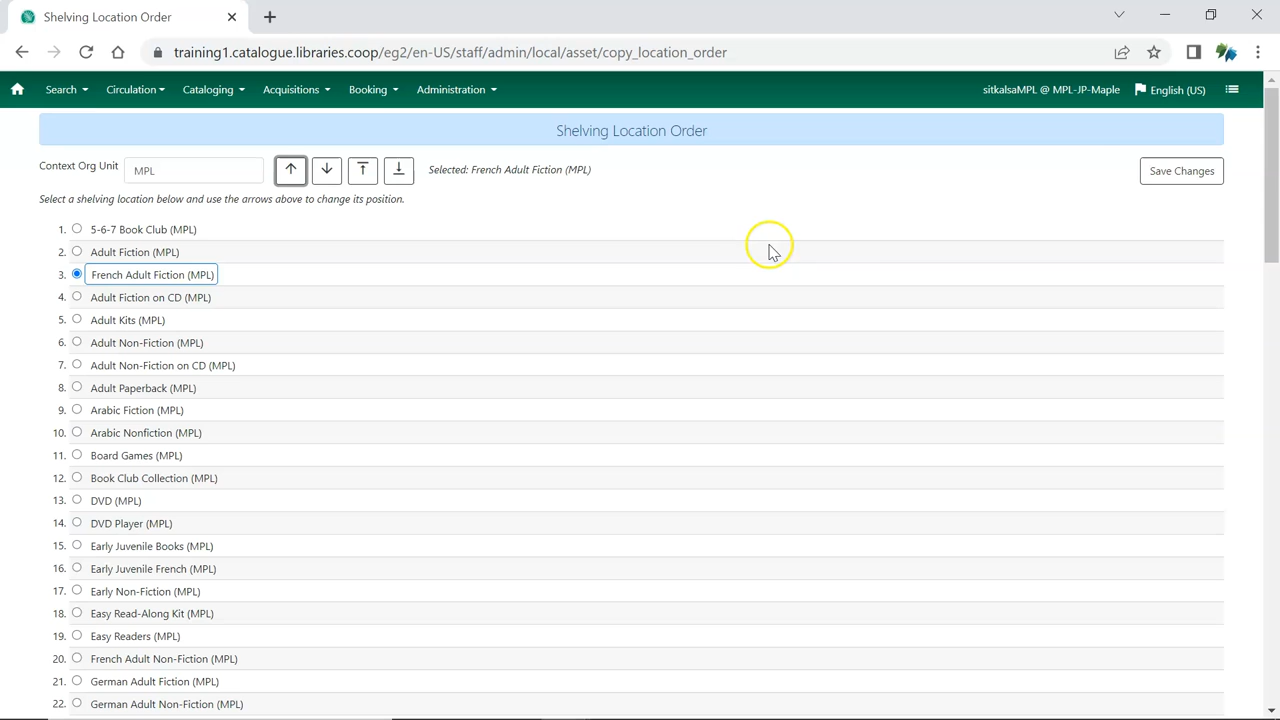 Shelving Location Order
training1.catalogue.libraries.coop/eg2/en-US/staff/admin/local/asset/copy_location_order
Search Circulation Cataloging Acquisitions Booking Administration sitkalsaMPL @ MPL-JP-Maple English (US)
Shelving Location Order
Context Org Unit MPL Selected: French Adult Fiction (MPL) Save Changes
Select a shelving location below and use the arrows above to change its position.
1. 5-6-7 Book Club (MPL)
2. Adult Fiction (MPL)
3. French Adult Fiction (MPL)
4. Adult Fiction on CD (MPL)
5. Adult Kits (MPL)
6. Adult Non-Fiction (MPL)
7. Adult Non-Fiction on CD (MPL)
8. Adult Paperback (MPL)
9. Arabic Fiction (MPL)
10. Arabic Nonfiction (MPL)
11. Board Games (MPL)
12. Book Club Collection (MPL)
13. DVD (MPL)
14. DVD Player (MPL)
15. Early Juvenile Books (MPL)
16. Early Juvenile French (MPL)
17. Early Non-Fiction (MPL)
18. Easy Read-Along Kit (MPL)
19. Easy Readers (MPL)
20. French Adult Non-Fiction (MPL)
21. German Adult Fiction (MPL)
22. German Adult Non-Fiction (MPL)